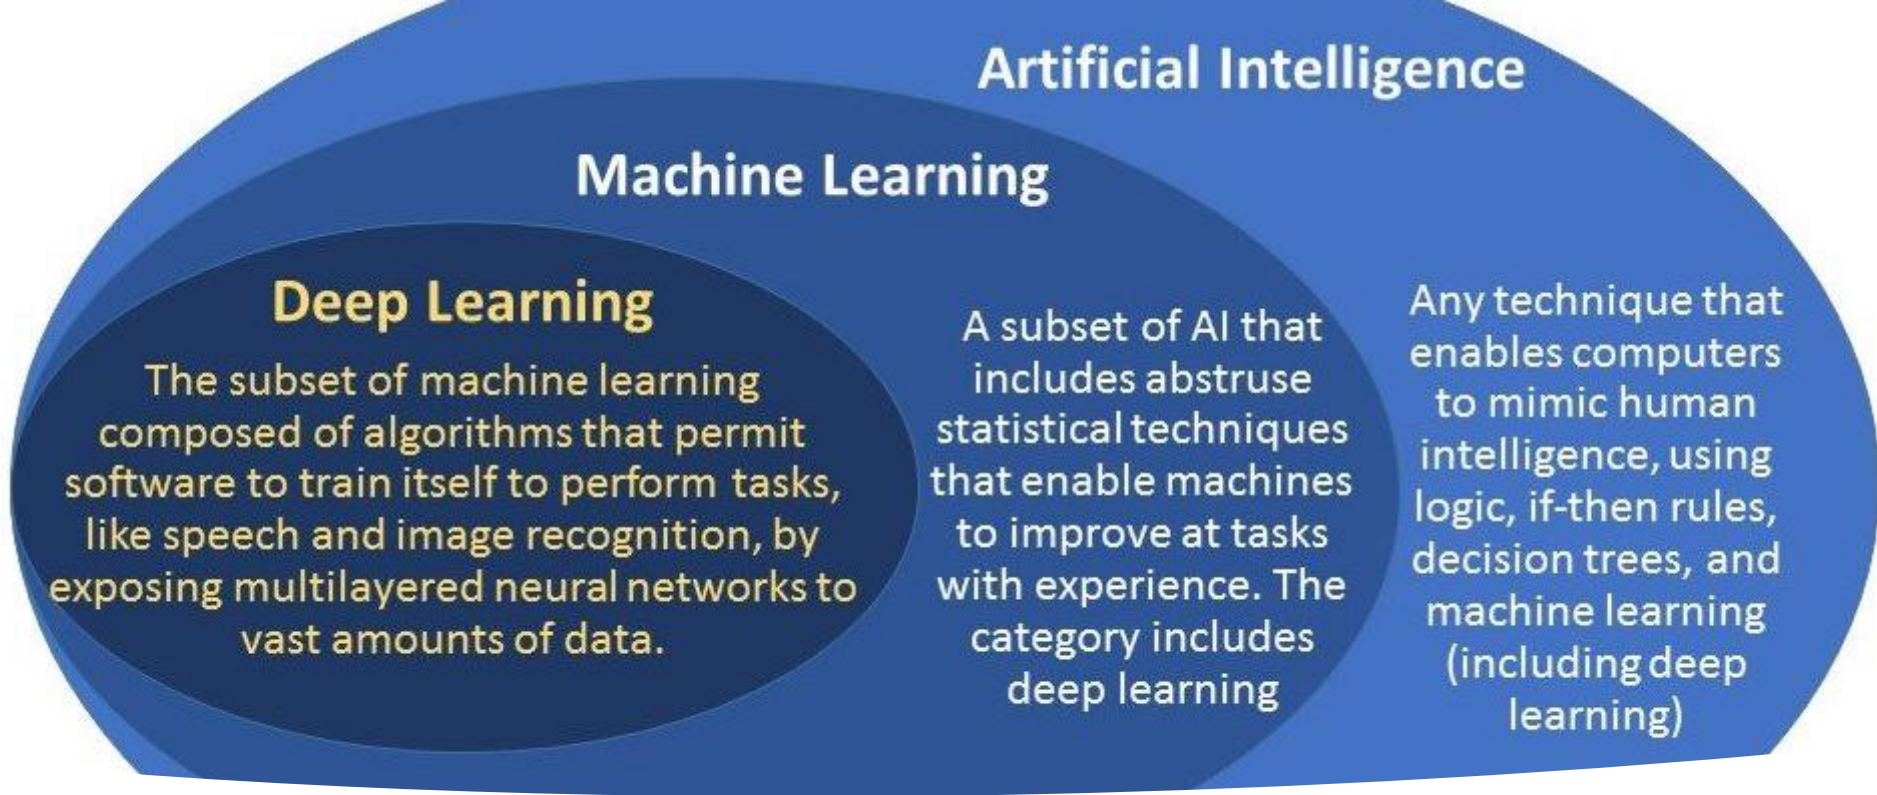 Artificial Intelligence
Machine Learning
Deep Learning
The subset of machine learning
composed of algorithms that permit
software to train itself to perform tasks,
like speech and image recognition, by
exposing multilayered neural networks to
vast amounts of data.
A subset of AI that
includes abstruse
statistical techniques
that enable machines
to improve at tasks
with experience. The
category includes
deep learning
Any technique that
enables computers
to mimic human
intelligence, using
logic, if-then rules,
decision trees, and
machine learning
(including deep
learning)